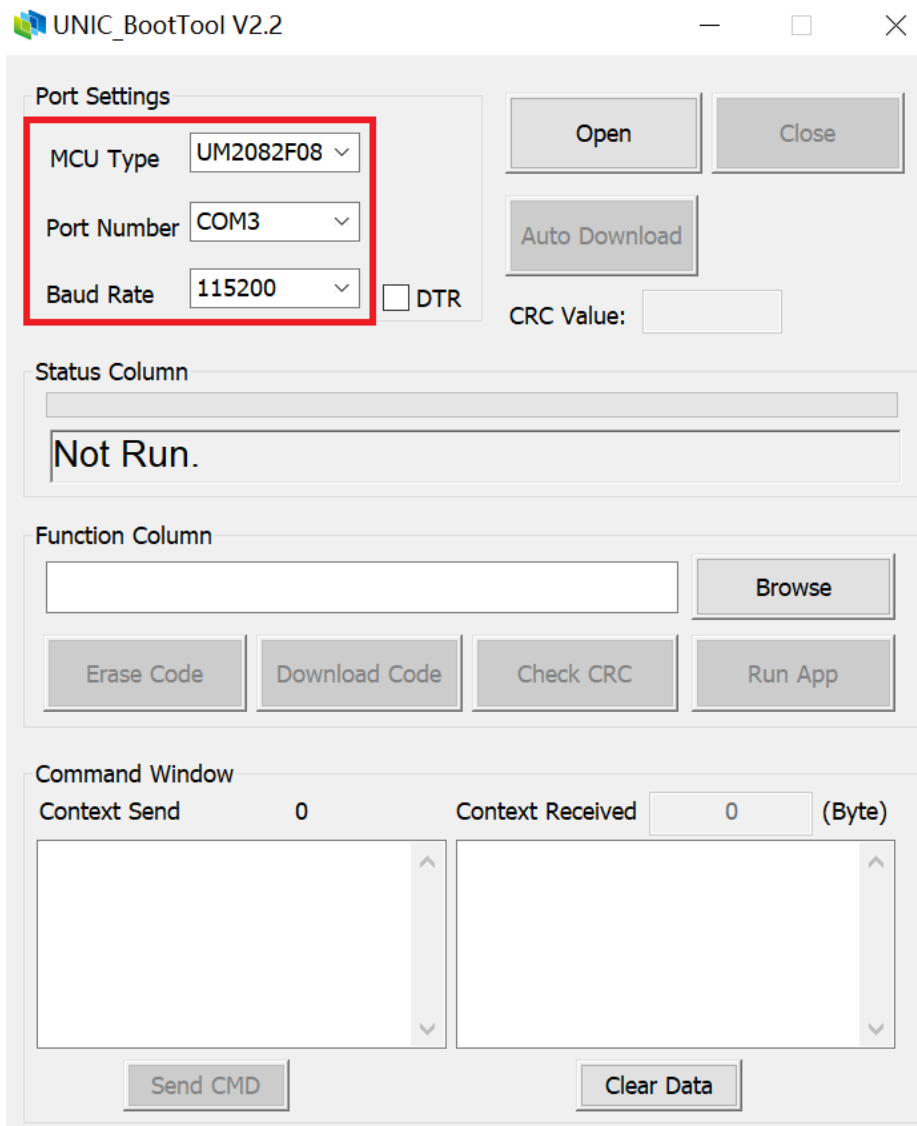 UNIC_BootTool V2.2
Port Settings
MCU Type UM2082F08
Port Number COM3
Baud Rate 115200
DTR
Open Close
Auto Download
CRC Value:
Status Column
Not Run.
Function Column
Browse
Erase Code Download Code Check CRC Run App
Command Window
Context Send 0 Context Received 0 (Byte)
Send CMD Clear Data